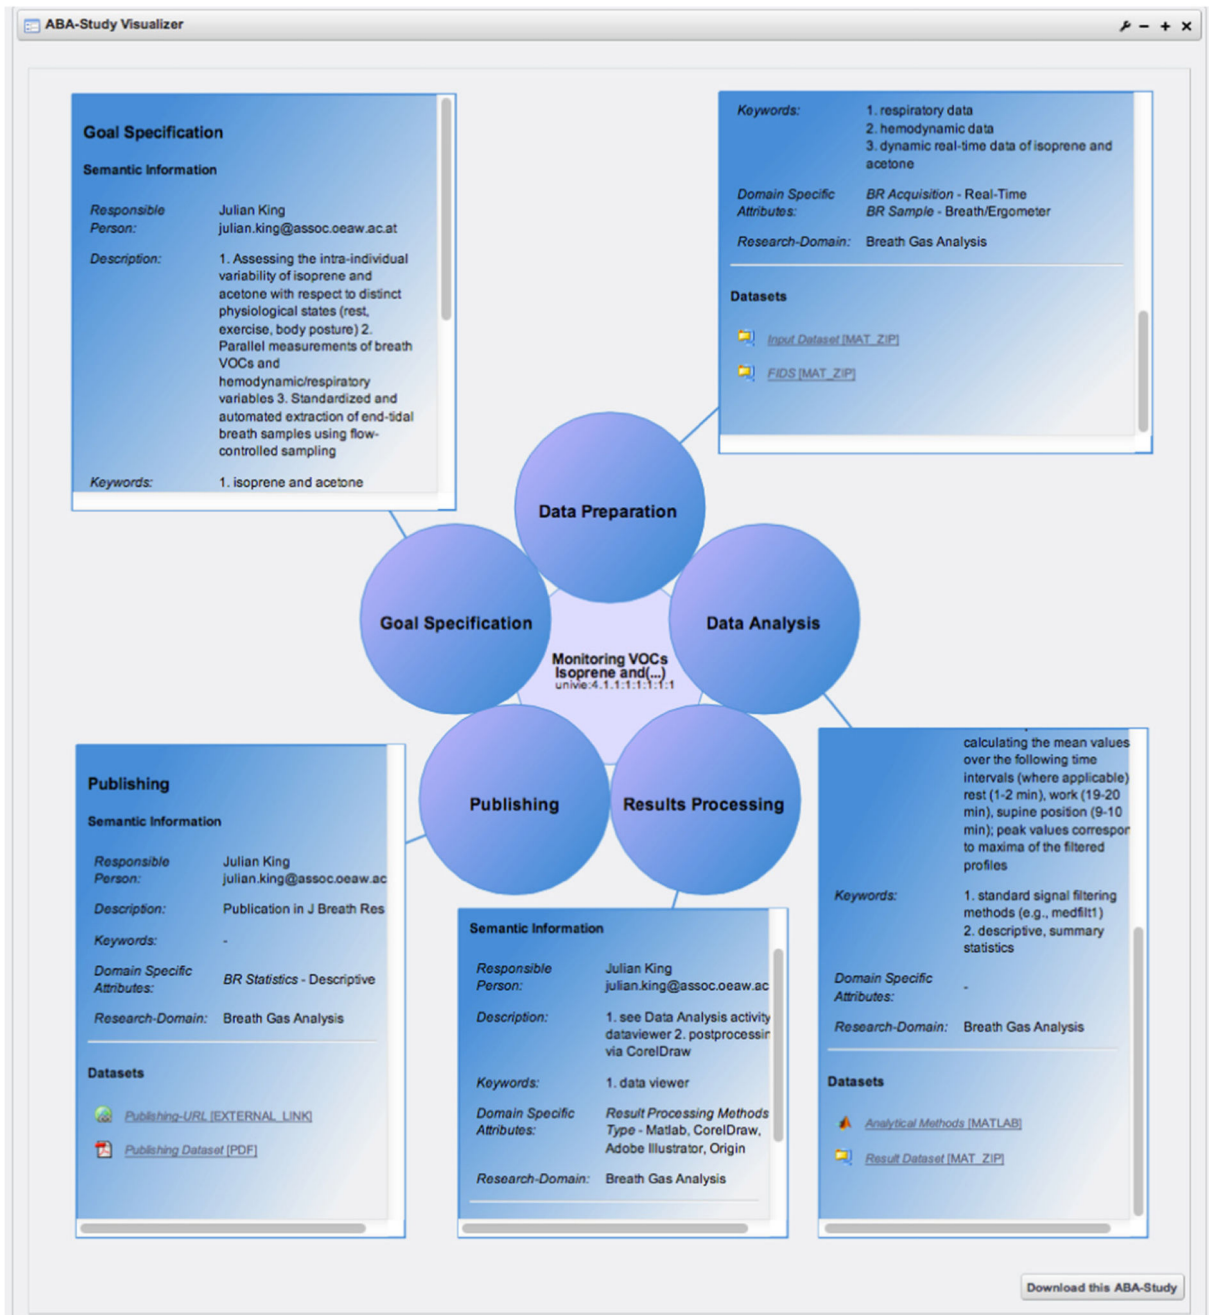 ABA-Study Visualizer
Goal Specification
Semantic Information
Responsible Person: Julian King
julian.king@assoc.oeaw.ac.at
Description: 1. Assessing the intra-individual
variability of isoprene and
acetone with respect to distinct
physiological states (rest,
exercise, body posture) 2.
Parallel measurements of breath
VOCs and
hemodynamic/respiratory
variables 3. Standardized and
automated extraction of end-tidal
breath samples using flow-
controlled sampling
Keywords: 1. isoprene and acetone
Keywords: 1. respiratory data
2. hemodynamic data
3. dynamic real-time data of isoprene and
acetone
Domain Specific Attributes: BR Acquisition - Real-Time
BR Sample - Breath/Ergometer
Research-Domain: Breath Gas Analysis
Datasets
Input Dataset [MAT_ZIP]
FIDS [MAT_ZIP]
Data Preparation
Goal Specification
Data Analysis
Monitoring VOCs
Isoprene and(...)
univie:4.1.1:1:1:1:1:1
Publishing
Results Processing
Publishing
Semantic Information
Responsible Person: Julian King
julian.king@assoc.oeaw.ac
Description: Publication in J Breath Res
Keywords: -
Domain Specific Attributes: BR Statistics - Descriptive
Research-Domain: Breath Gas Analysis
Datasets
Publishing-URL [EXTERNAL_LINK]
Publishing Dataset [PDF]
Semantic Information
Responsible Person: Julian King
julian.king@assoc.oeaw.ac
Description: 1. see Data Analysis activity
dataviewer 2. postprocessin
via CorelDraw
Keywords: 1. data viewer
Domain Specific Attributes: Result Processing Methods
Type - Matlab, CorelDraw,
Adobe Illustrator, Origin
Research-Domain: Breath Gas Analysis
calculating the mean values
over the following time
intervals (where applicable)
rest (1-2 min), work (19-20
min), supine position (9-10
min); peak values correspon
to maxima of the filtered
profiles
Keywords: 1. standard signal filtering
methods (e.g., medfilt1)
2. descriptive, summary
statistics
Domain Specific Attributes: -
Research-Domain: Breath Gas Analysis
Datasets
Analytical Methods [MATLAB]
Result Dataset [MAT_ZIP]
Download this ABA-Study